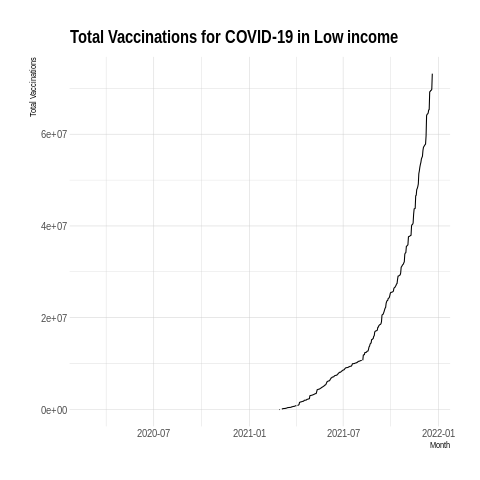 Total Vaccinations for COVID-19 in Low income
Total Vaccinations
6e+07
4e+07
2e+07
0e+00
2020-07 2021-01 2021-07 2022-01
Month